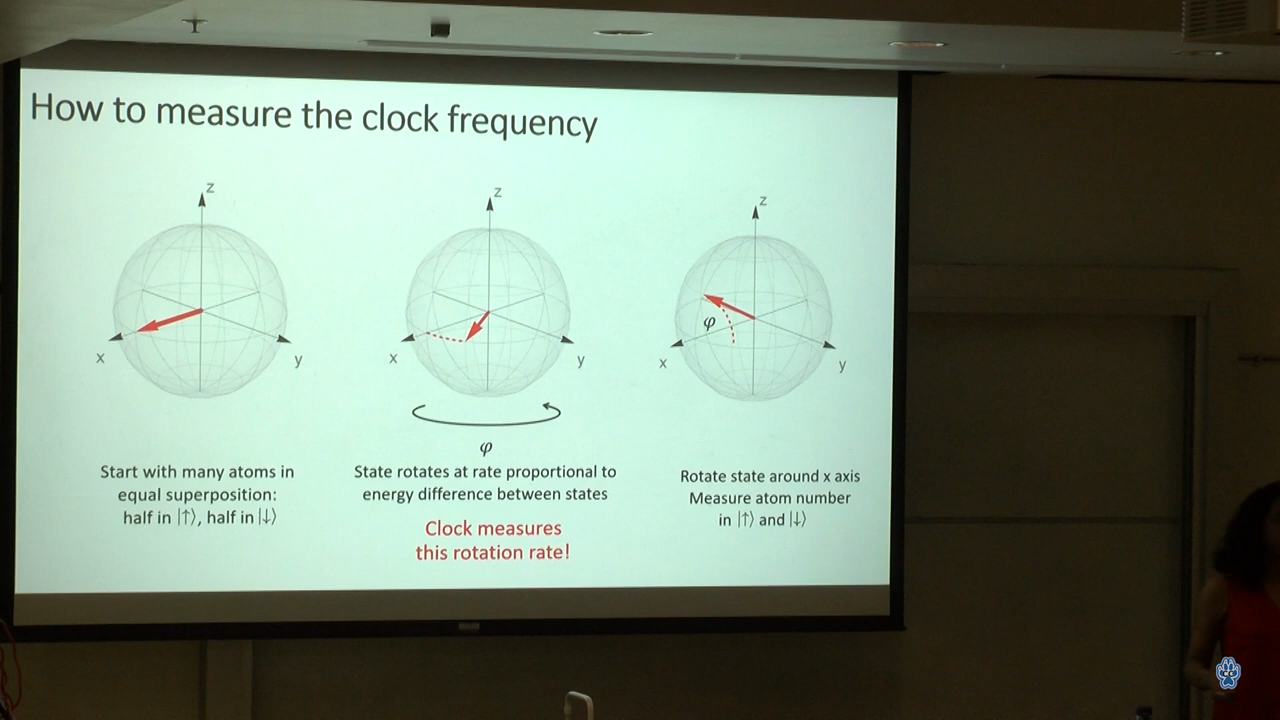 How to measure the clock frequency
z
x
y
z
x
y
φ
z
φ
x
y
Start with many atoms in
equal superposition:
half in |↑⟩, half in |↓⟩
State rotates at rate proportional to
energy difference between states
Clock measures
this rotation rate!
Rotate state around x axis
Measure atom number
in |↑⟩ and |↓⟩